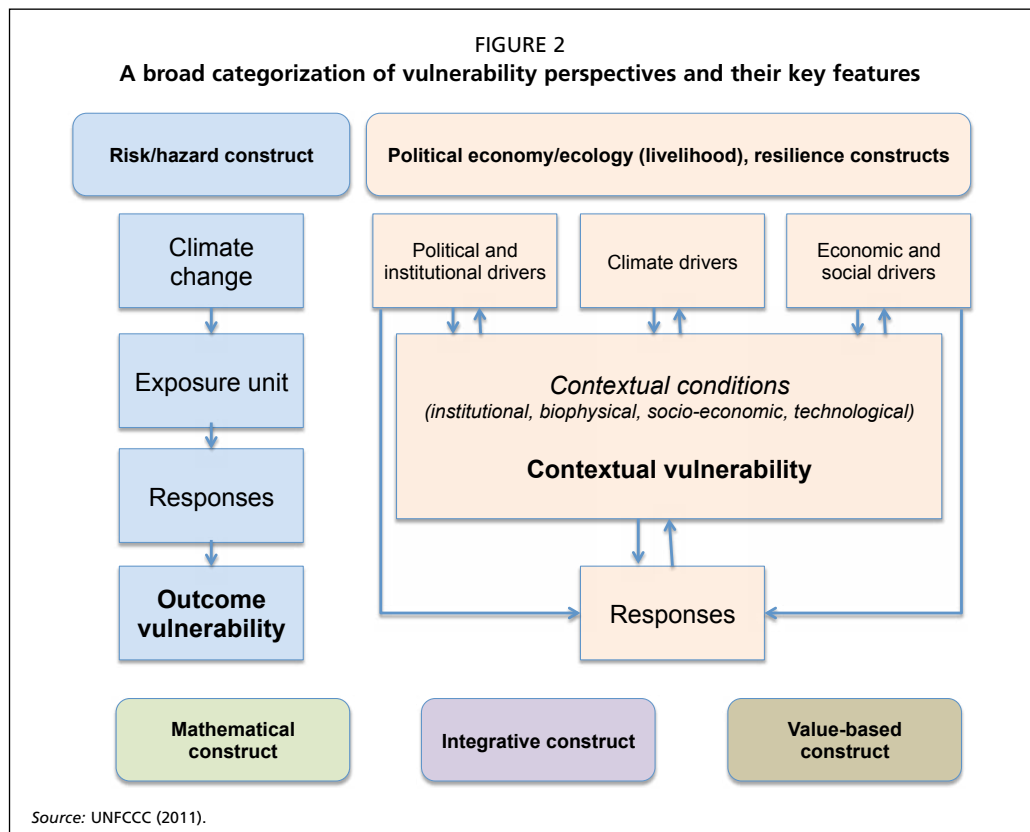 FIGURE 2
A broad categorization of vulnerability perspectives and their key features
Risk/hazard construct
Political economy/ecology (livelihood), resilience constructs
Climate
change
Exposure unit
Responses
Outcome
vulnerability
Political and
institutional drivers
Climate drivers
Economic and
social drivers
Contextual conditions
(institutional, biophysical, socio-economic, technological)
Contextual vulnerability
Responses
Mathematical
construct
Integrative construct
Value-based
construct
Source: UNFCCC (2011).